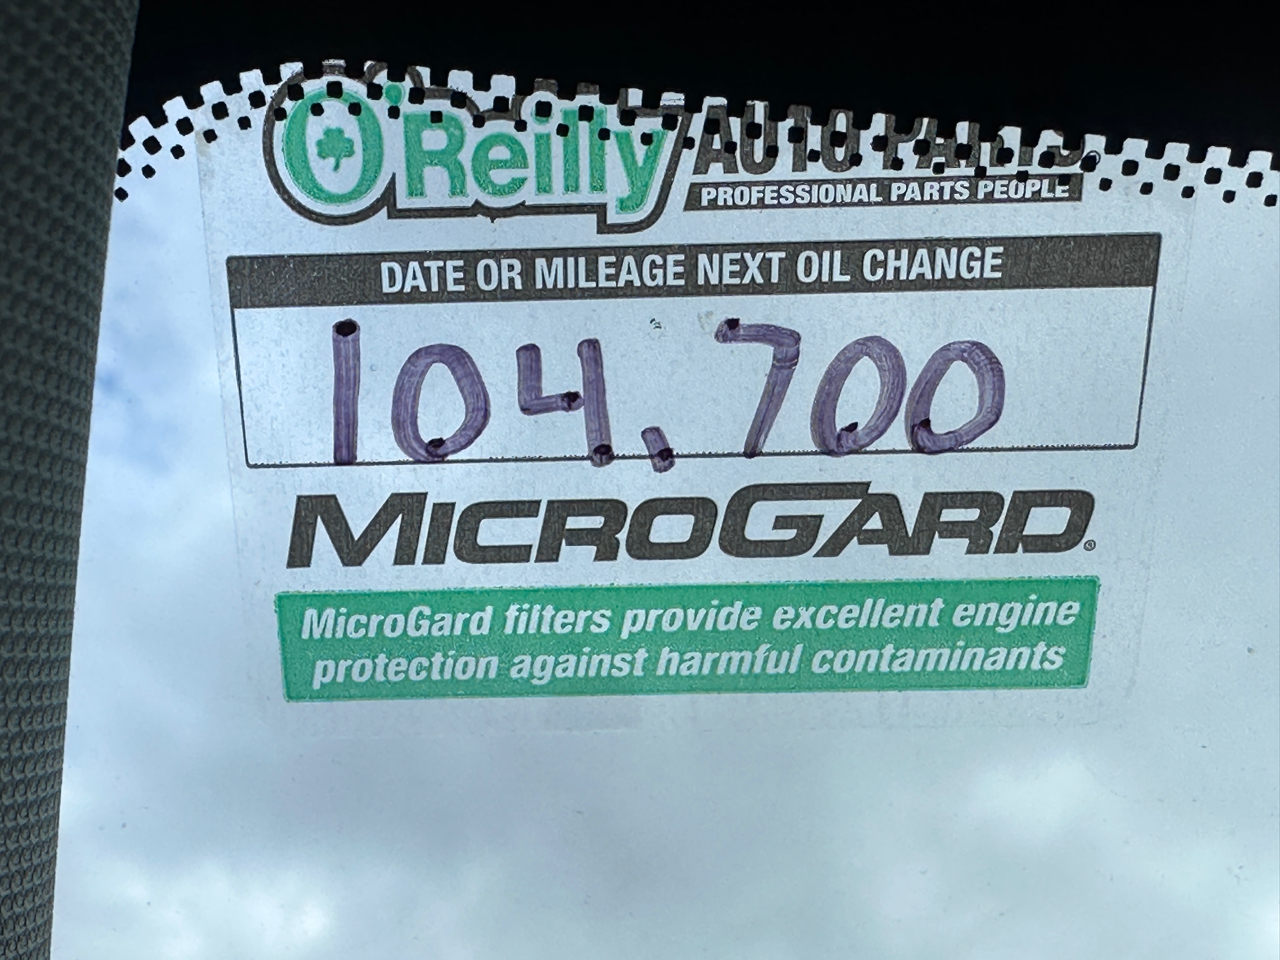 O'Reilly AUTO PARTS
PROFESSIONAL PARTS PEOPLE
DATE OR MILEAGE NEXT OIL CHANGE
104,700
MICROGARD®
MicroGard filters provide excellent engine
protection against harmful contaminants